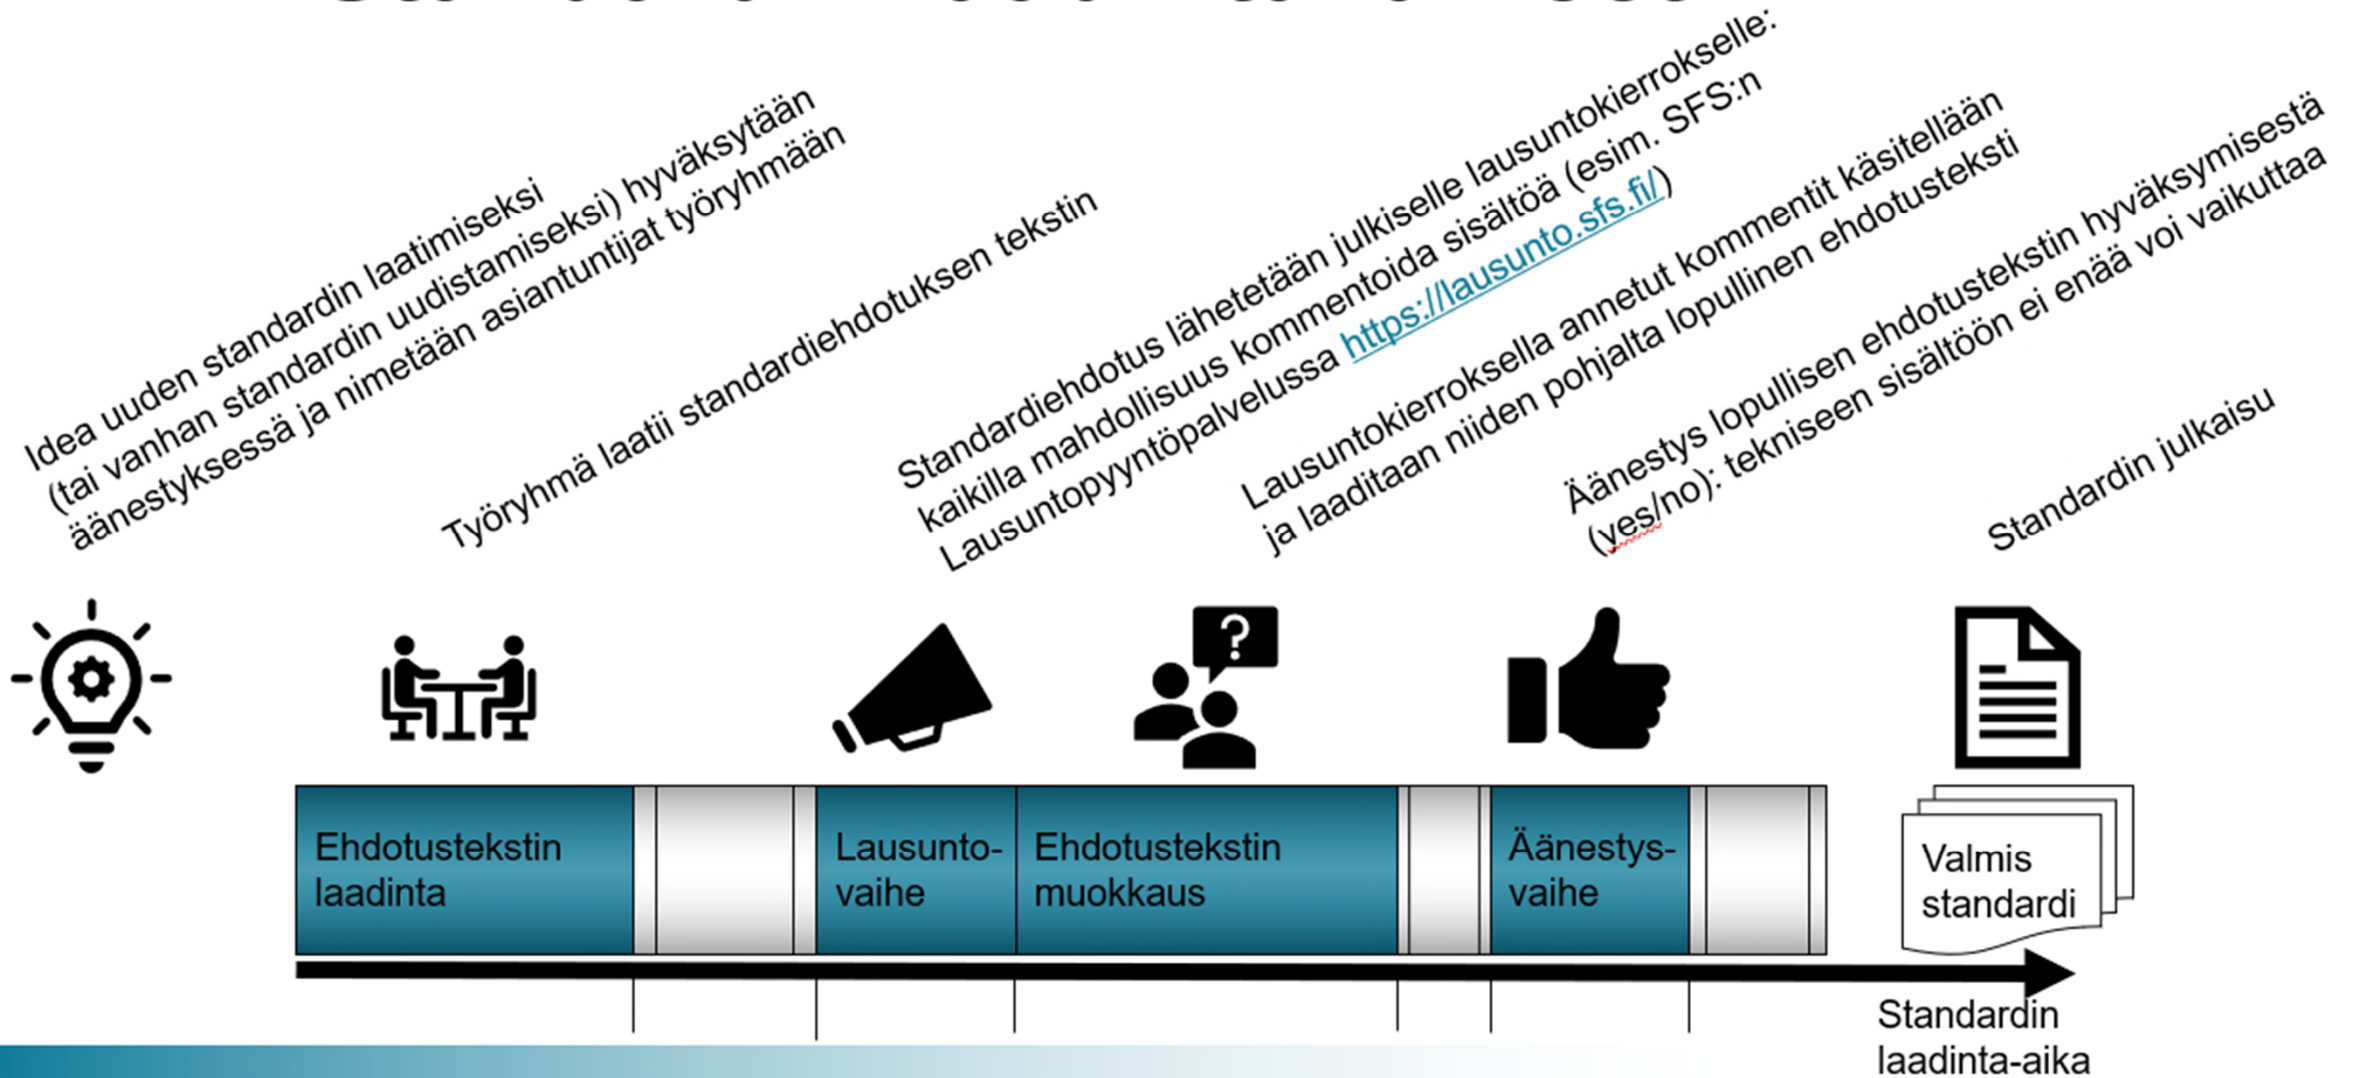 Idea uuden standardin laatimiseksi
(tai vanhan standardin uudistamiseksi) hyväksytään
äänestyksessä ja nimetään asiantuntijat työryhmään
Työryhmä laatii standardiehdotuksen tekstin
Standardiehdotus lähetetään julkiselle lausuntokierrokselle:
kaikilla mahdollisuus kommentoida sisältöä (esim. SFS:n
Lausuntopyyntöpalvelussa https://lausunto.sfs.fi/)
Lausuntokierroksella annetut kommentit käsitellään
ja laaditaan niiden pohjalta lopullinen ehdotusteksti
Äänestys lopullisen ehdotustekstin hyväksymisestä
(yes/no): tekniseen sisältöön ei enää voi vaikuttaa
Standardin julkaisu
?
Ehdotustekstin
laadinta
Lausunto-
vaihe
Ehdotustekstin
muokkaus
Äänestys-
vaihe
Valmis
standardi
Standardin
laadinta-aika